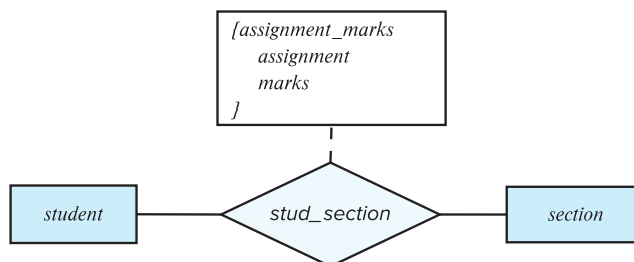 {assignment_marks
assignment
marks
}
student
stud_section
section